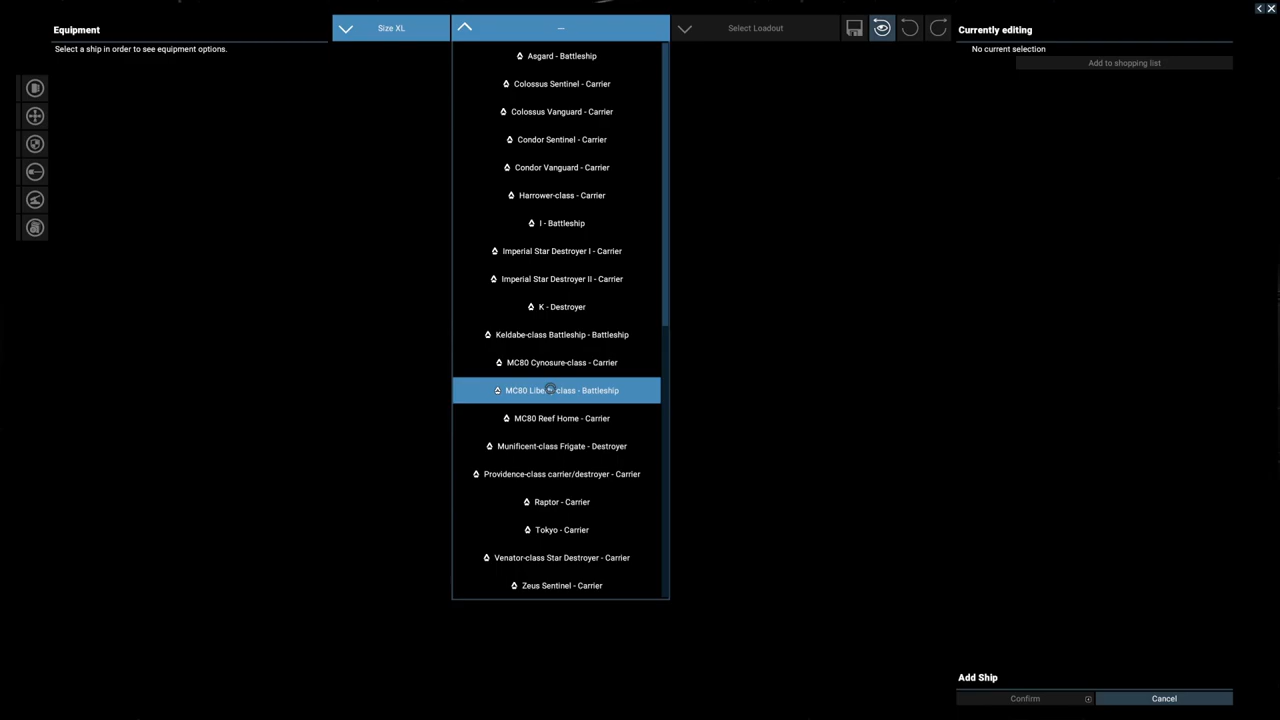 Equipment
Select a ship in order to see equipment options.
Size XL
—
Select Loadout
Currently editing
No current selection
Add to shopping list
Asgard - Battleship
Colossus Sentinel - Carrier
Colossus Vanguard - Carrier
Condor Sentinel - Carrier
Condor Vanguard - Carrier
Harrower-class - Carrier
I - Battleship
Imperial Star Destroyer I - Carrier
Imperial Star Destroyer II - Carrier
K - Destroyer
Keldabe-class Battleship - Battleship
MC80 Cynosure-class - Carrier
MC80 Liberty-class - Battleship
MC80 Reef Home - Carrier
Munificent-class Frigate - Destroyer
Providence-class carrier/destroyer - Carrier
Raptor - Carrier
Tokyo - Carrier
Venator-class Star Destroyer - Carrier
Zeus Sentinel - Carrier
Add Ship
Confirm
Cancel